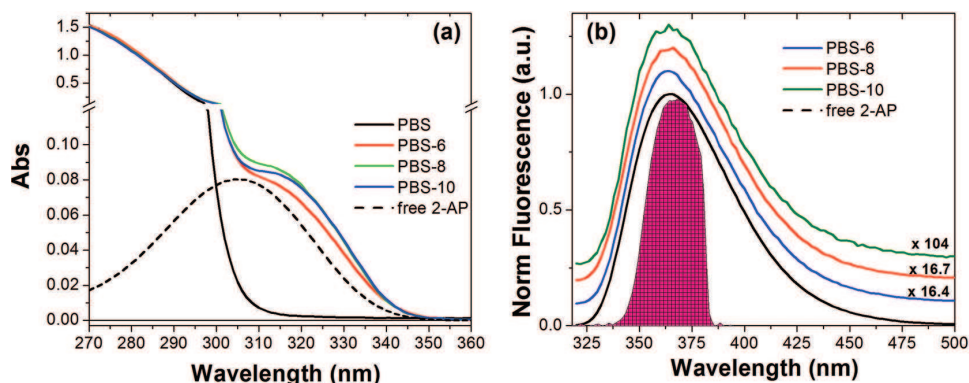 (a)
1.5
1.0
0.5
0.10
0.08
0.06
0.04
0.02
0.00
Abs
PBS
PBS-6
PBS-8
PBS-10
free 2-AP
270 280 290 300 310 320 330 340 350 360
Wavelength (nm)
(b)
1.0
0.5
0.0
Norm Fluorescence (a.u.)
PBS-6
PBS-8
PBS-10
free 2-AP
x 104
x 16.7
x 16.4
325 350 375 400 425 450 475 500
Wavelength (nm)